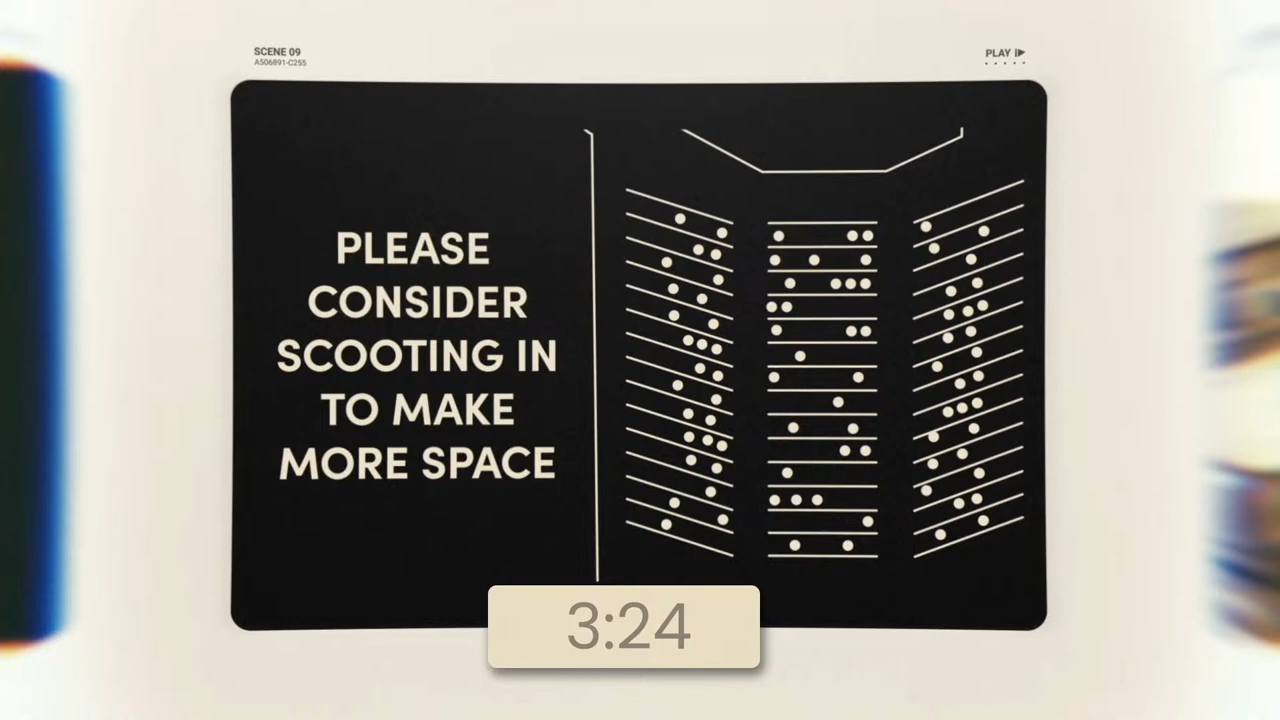 SCENE 09
A506891-C255
PLAY
PLEASE
CONSIDER
SCOOTING IN
TO MAKE
MORE SPACE
3:24